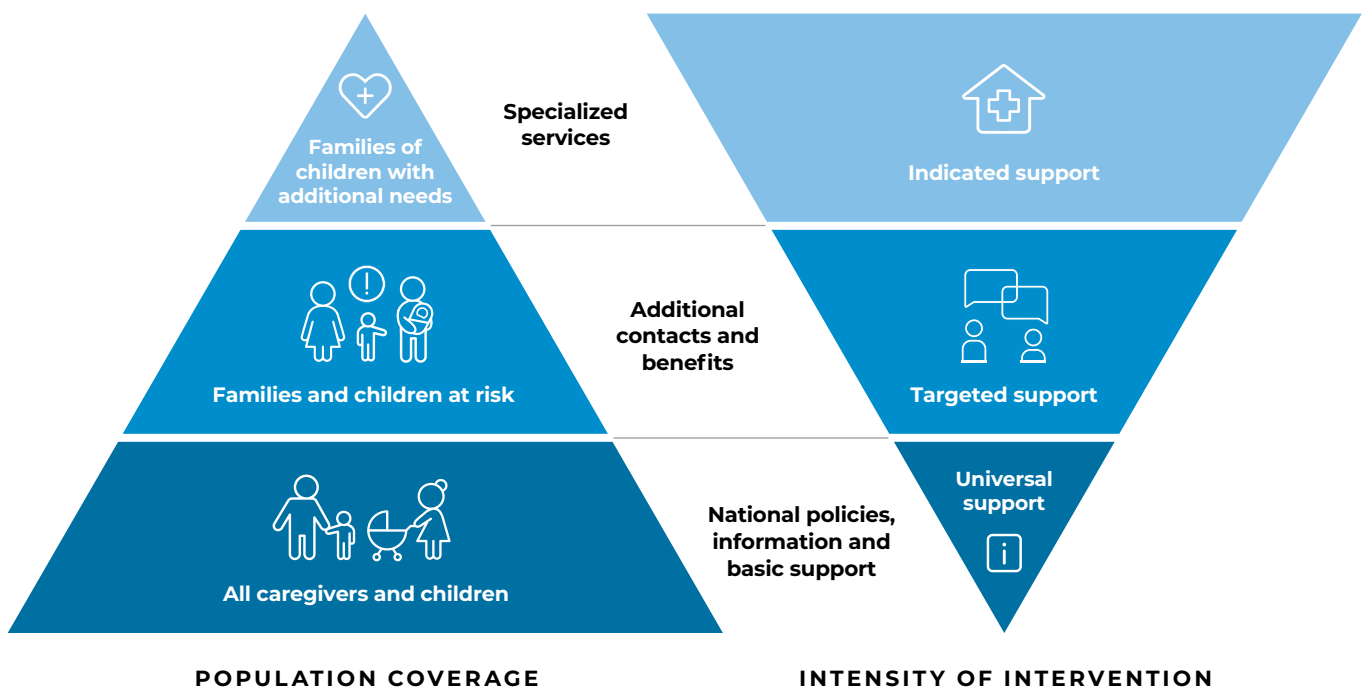 Families of
children with
additional needs
Specialized
services
Indicated support
Families and children at risk
Additional
contacts and
benefits
Targeted support
All caregivers and children
National policies,
information and
basic support
Universal
support
i
POPULATION COVERAGE
INTENSITY OF INTERVENTION